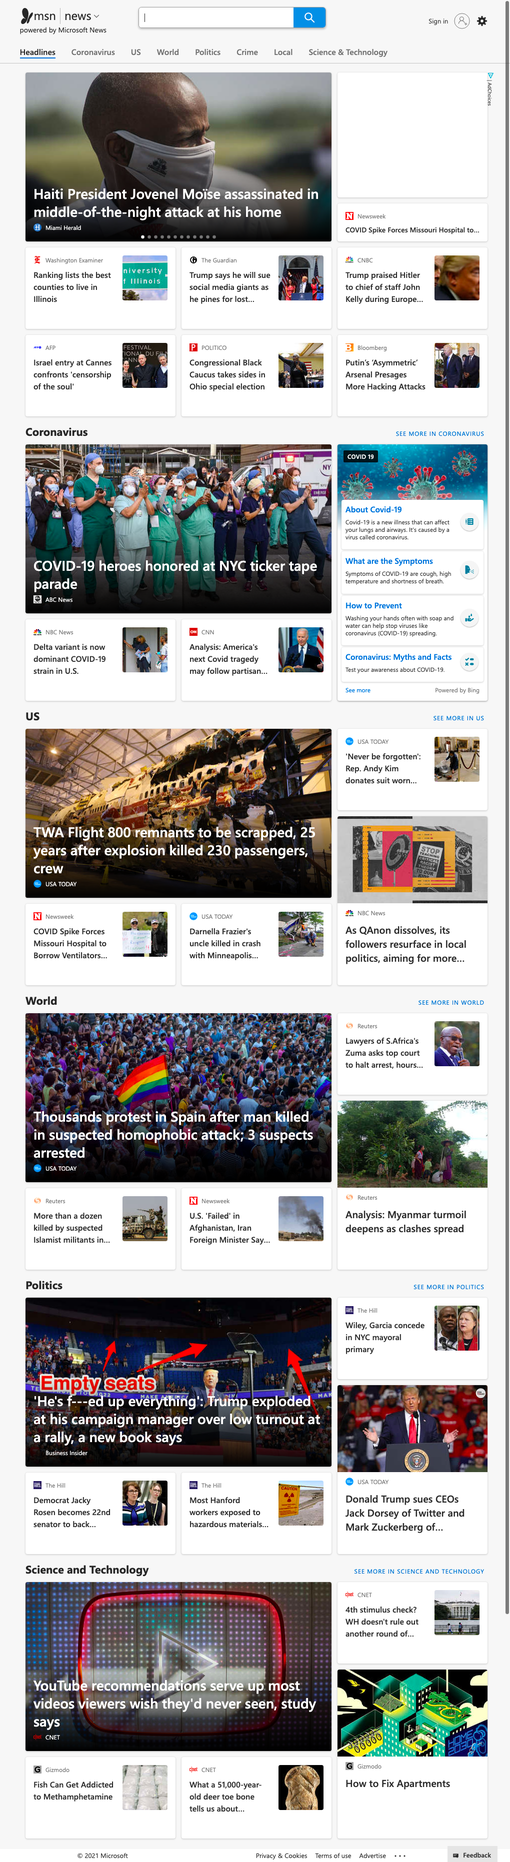 msn | news
powered by Microsoft News
Sign in
Headlines Coronavirus US World Politics Crime Local Science & Technology
Haiti President Jovenel Moïse assassinated in
middle-of-the-night attack at his home
Miami Herald
AdChoices
Newsweek
COVID Spike Forces Missouri Hospital to...
Washington Examiner
Ranking lists the best
counties to live in
Illinois
University
of Illinois
The Guardian
Trump says he will sue
social media giants as
he pines for lost...
CNBC
Trump praised Hitler
to chief of staff John
Kelly during Europe...
AFP
Israel entry at Cannes
confronts 'censorship
of the soul'
FESTIVAL
POLITICO
Congressional Black
Caucus takes sides in
Ohio special election
Bloomberg
Putin's 'Asymmetric'
Arsenal Presages
More Hacking Attacks
Coronavirus
SEE MORE IN CORONAVIRUS
NY
COVID-19 heroes honored at NYC ticker tape
parade
ABC News
COVID 19
About Covid-19
Covid-19 is a new illness that can affect
your lungs and airways. It's caused by a
virus called coronavirus.
What are the Symptoms
Symptoms of COVID-19 are cough, high
temperature and shortness of breath.
How to Prevent
Washing your hands often with soap and
water can help stop viruses like
coronavirus (COVID-19) spreading.
Coronavirus: Myths and Facts
Test your awareness about COVID-19.
See more
Powered by Bing
NBC News
Delta variant is now
dominant COVID-19
strain in U.S.
CNN
Analysis: America's
next Covid tragedy
may follow partisan...
US
SEE MORE IN US
TWA Flight 800 remnants to be scrapped, 25
years after explosion killed 230 passengers,
crew
USA TODAY
USA TODAY
'Never be forgotten':
Rep. Andy Kim
donates suit worn...
STOP
NBC News
As QAnon dissolves, its
followers resurface in local
politics, aiming for more...
Newsweek
COVID Spike Forces
Missouri Hospital to
Borrow Ventilators...
USA TODAY
Darnella Frazier's
uncle killed in crash
with Minneapolis...
World
SEE MORE IN WORLD
Thousands protest in Spain after man killed
in suspected homophobic attack; 3 suspects
arrested
USA TODAY
Reuters
Lawyers of S.Africa's
Zuma asks top court
to halt arrest, hours...
Reuters
Analysis: Myanmar turmoil
deepens as clashes spread
Reuters
More than a dozen
killed by suspected
Islamist militants in...
Newsweek
U.S. 'Failed' in
Afghanistan, Iran
Foreign Minister Say...
Politics
SEE MORE IN POLITICS
Empty seats
'He's f---ed up everything': Trump exploded
at his campaign manager over low turnout at
a rally, a new book says
Business Insider
The Hill
Wiley, Garcia concede
in NYC mayoral
primary
USA TODAY
Donald Trump sues CEOs
Jack Dorsey of Twitter and
Mark Zuckerberg of...
The Hill
Democrat Jacky
Rosen becomes 22nd
senator to back...
The Hill
Most Hanford
workers exposed to
hazardous materials...
CAUTION
Science and Technology
SEE MORE IN SCIENCE AND TECHNOLOGY
YouTube recommendations serve up most
videos viewers wish they'd never seen, study
says
CNET
CNET
4th stimulus check?
WH doesn't rule out
another round of...
Gizmodo
How to Fix Apartments
Gizmodo
Fish Can Get Addicted
to Methamphetamine
CNET
What a 51,000-year-
old deer toe bone
tells us about...
© 2021 Microsoft
Privacy & Cookies Terms of use Advertise ...
Feedback